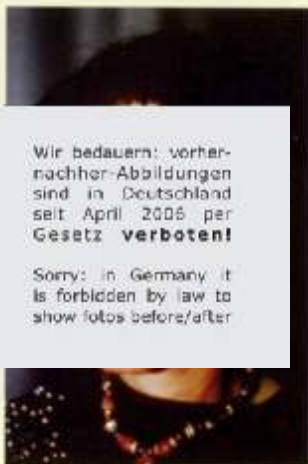 Wir bedauern: vorher-
nachher-Abbildungen
sind in Deutschland
seit April 2006 per
Gesetz verboten!
Sorry: in Germany it
is forbidden by law to
show fotos before/after